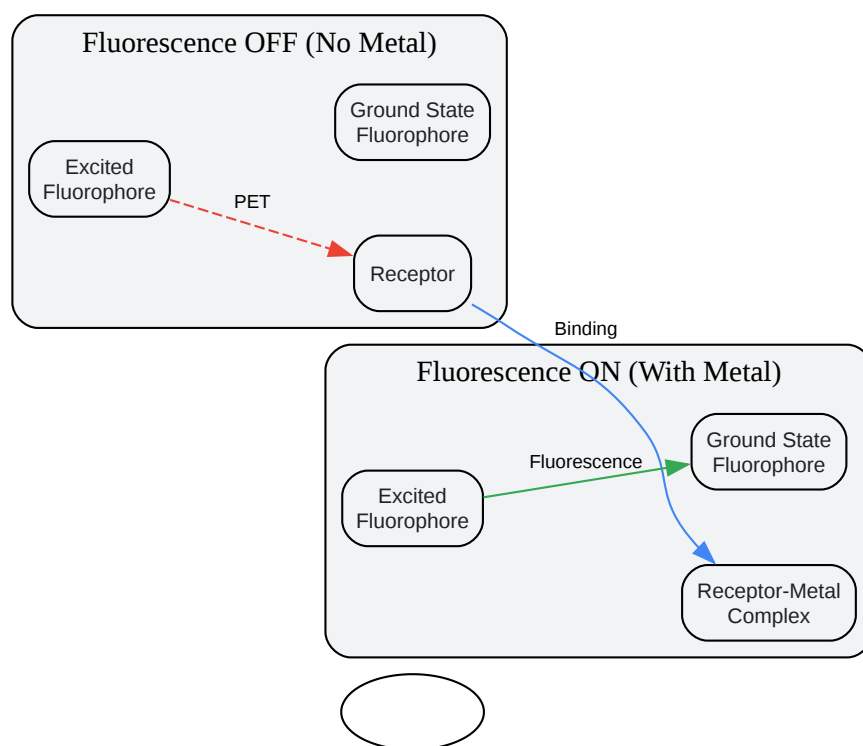 Fluorescence OFF (No Metal)
Ground State
Fluorophore
Excited
Fluorophore
PET
Receptor
Binding
Fluorescence ON (With Metal)
Ground State
Fluorophore
Fluorescence
Excited
Fluorophore
Receptor-Metal
Complex